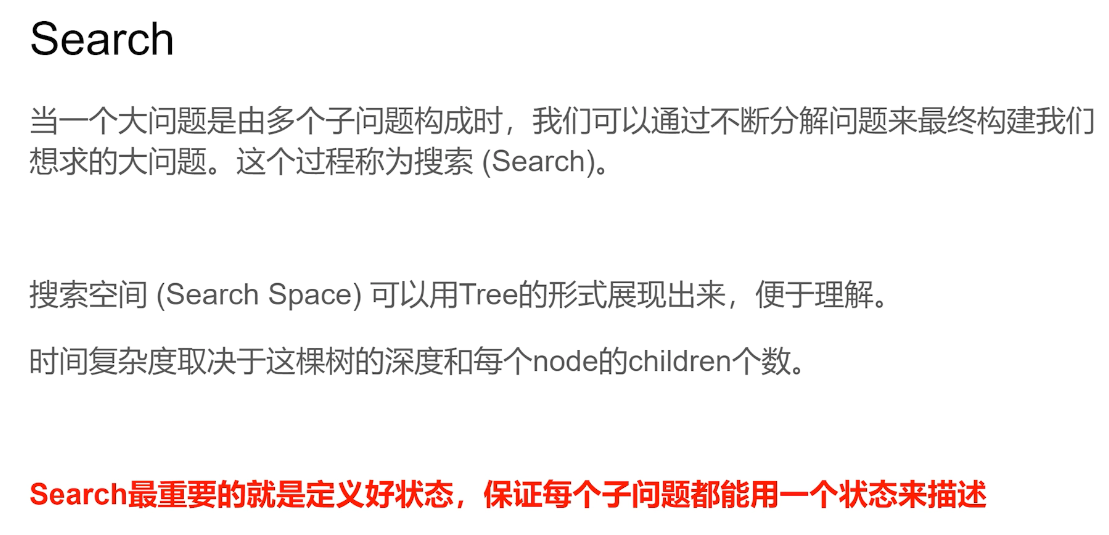 Search
当一个大问题是由多个子问题构成时，我们可以通过不断分解问题来最终构建我们
想求的大问题。这个过程称为搜索 (Search)。
搜索空间 (Search Space) 可以用Tree的形式展现出来，便于理解。
时间复杂度取决于这棵树的深度和每个node的children个数。
Search最重要的就是定义好状态，保证每个子问题都能用一个状态来描述